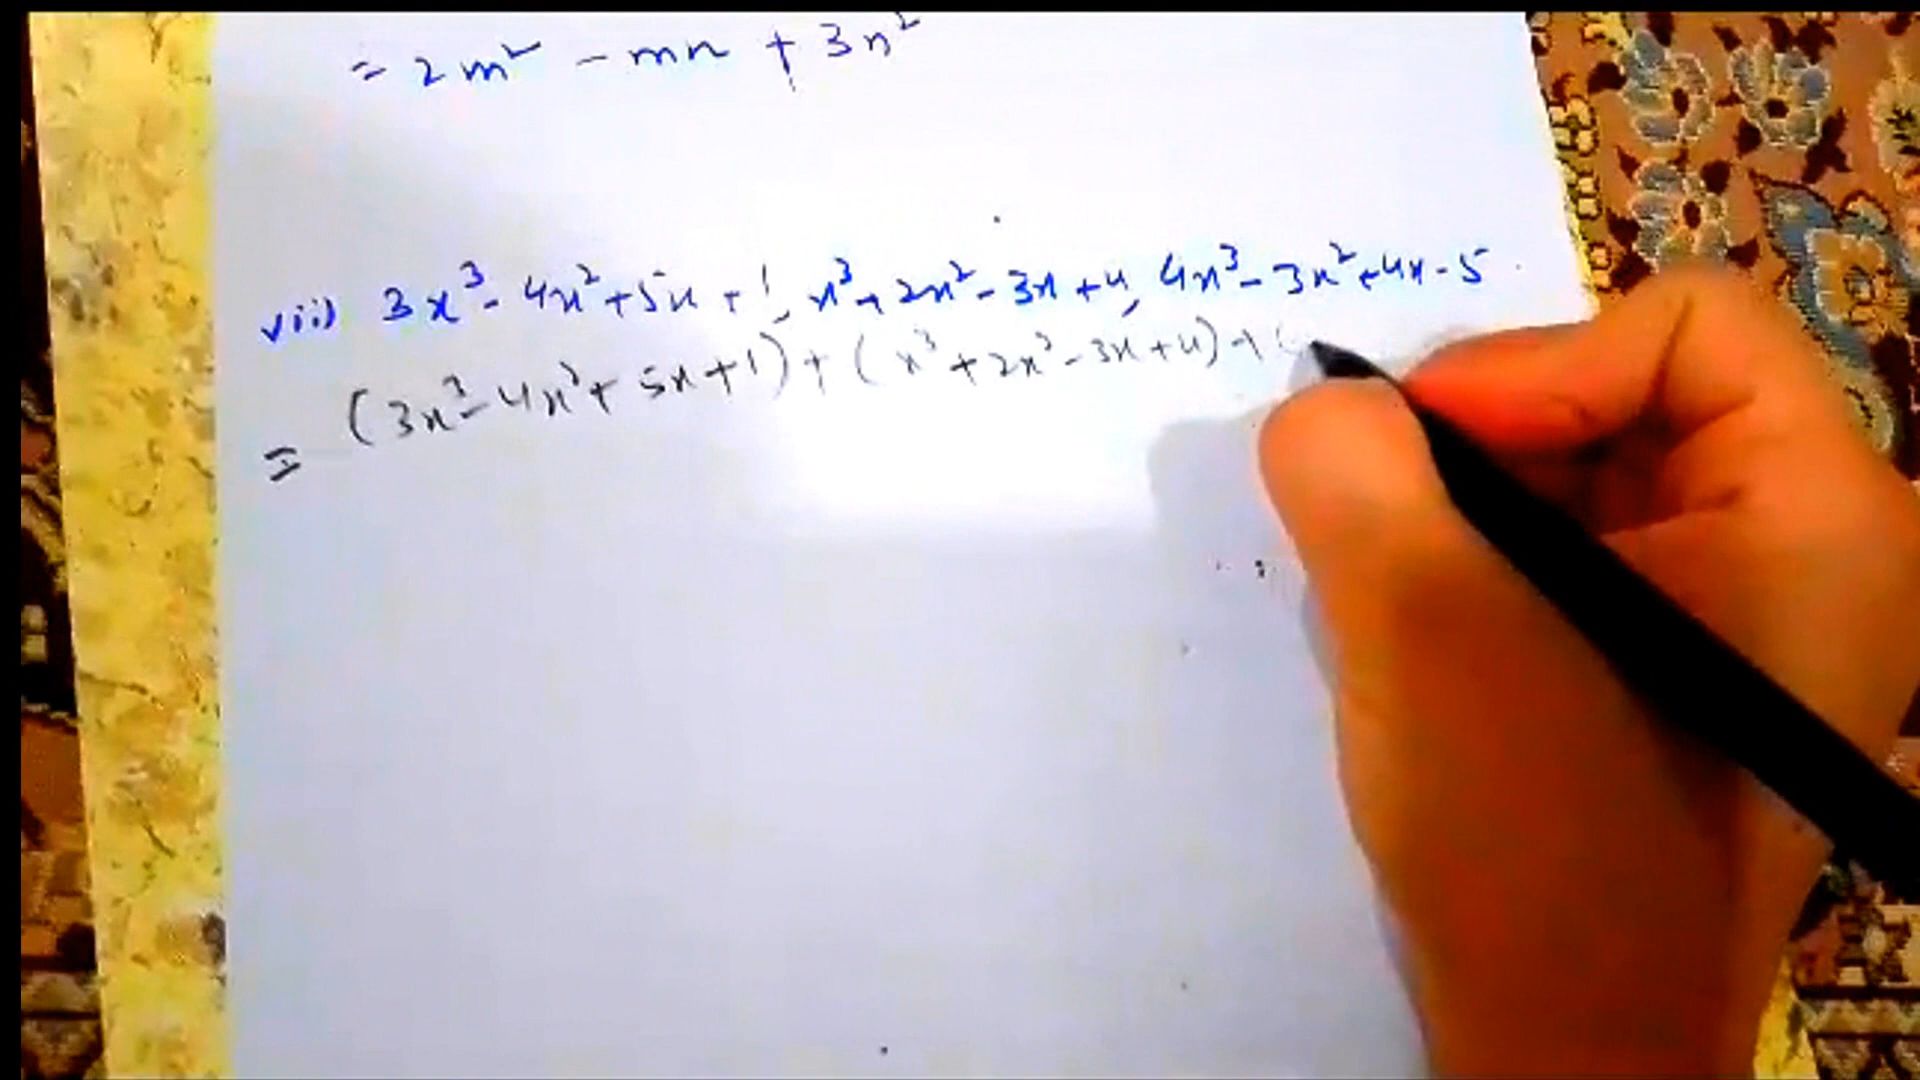 = 2m² - mn + 3n²
vii) 3x³ - 4x² + 5x + 1, x³ + 2x² - 3x + 4, 4x³ - 3x² + 4x - 5
= (3x³ - 4x² + 5x + 1) + (x³ + 2x² - 3x + 4) + (